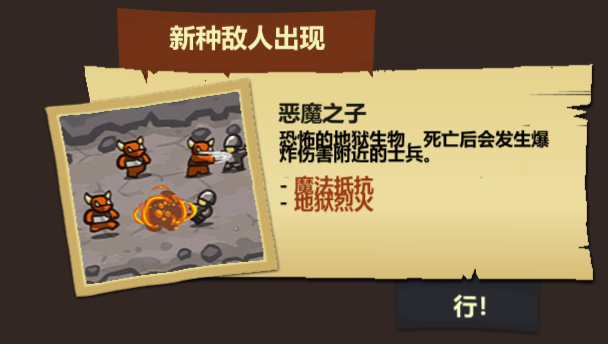 新种敌人出现
恶魔之子
恐怖的地狱生物，死亡后会发生爆
炸伤害附近的士兵。
- 魔法抵抗
- 地狱烈火
行!